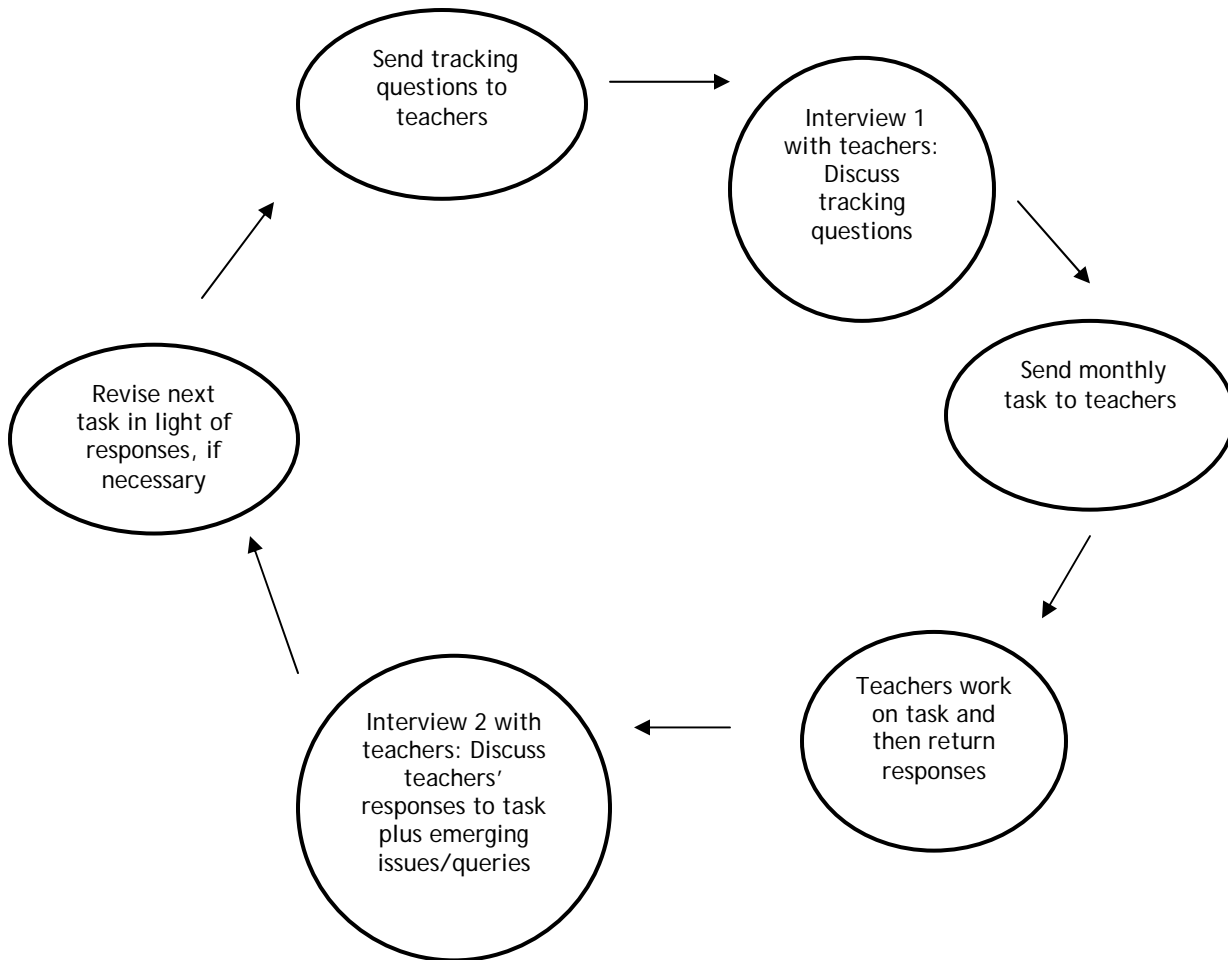 Send tracking
questions to
teachers
Interview 1
with teachers:
Discuss
tracking
questions
Send monthly
task to teachers
Teachers work
on task and
then return
responses
Interview 2 with
teachers: Discuss
teachers’
responses to task
plus emerging
issues/queries
Revise next
task in light of
responses, if
necessary